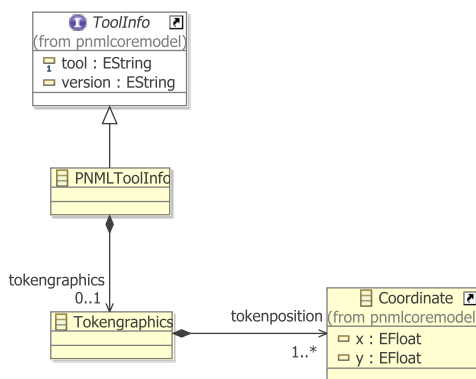 ToolInfo
(from pnmlcoremodel)
1 tool : EString
version : EString
PNMLToolInfo
tokengraphics
0..1
Tokengraphics
tokenposition
1..*
Coordinate
(from pnmlcoremodel
x : EFloat
y : EFloat